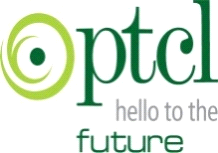 ptcl
hello to the
future